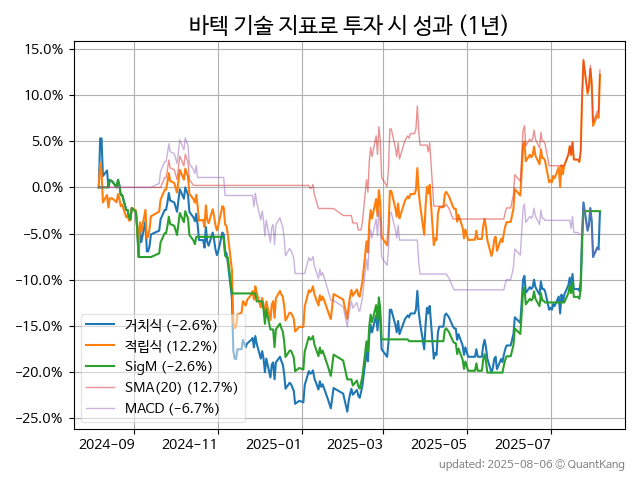 바텍 기술 지표로 투자 시 성과 (1년)
15.0%
10.0%
5.0%
0.0%
−5.0%
−10.0%
−15.0%
−20.0%
−25.0%
거치식 (−2.6%)
적립식 (12.2%)
SigM (−2.6%)
SMA(20) (12.7%)
MACD (−6.7%)
2024-09 2024-11 2025-01 2025-03 2025-05 2025-07
updated: 2025-08-06 © QuantKang